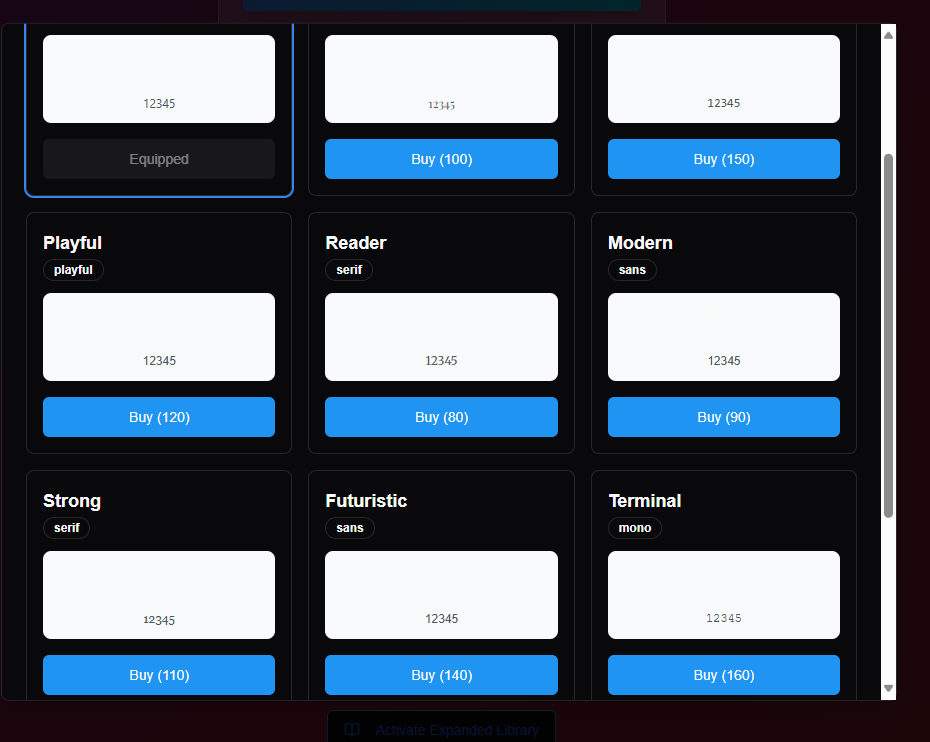 12345
12345
12345
Equipped
Buy (100)
Buy (150)
Playful
playful
Reader
serif
Modern
sans
12345
12345
12345
Buy (120)
Buy (80)
Buy (90)
Strong
serif
Futuristic
sans
Terminal
mono
12345
12345
12345
Buy (110)
Buy (140)
Buy (160)
Activate Expanded Library